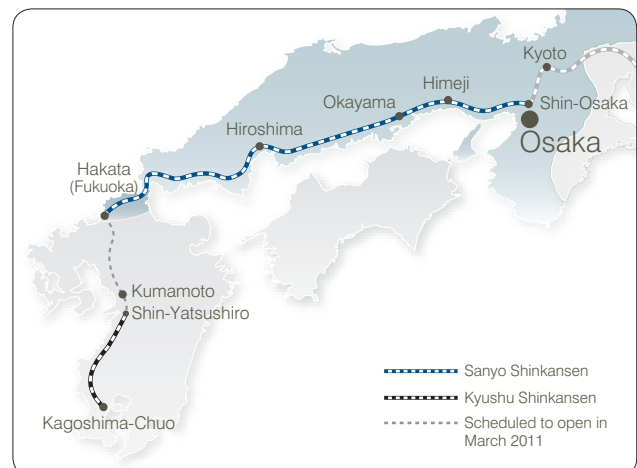 Kyoto
Himeji
Shin-Osaka
Okayama
Osaka
Hiroshima
Hakata
(Fukuoka)
Kumamoto
Shin-Yatsushiro
Kagoshima-Chuo
Sanyo Shinkansen
Kyushu Shinkansen
Scheduled to open in
March 2011